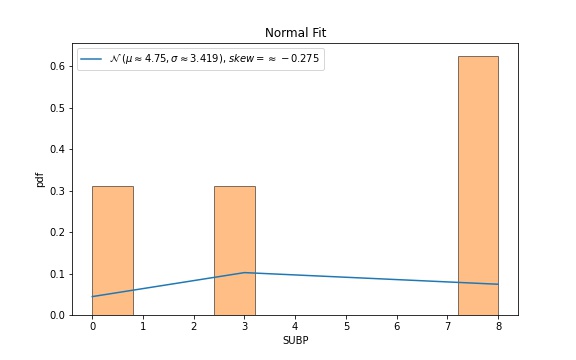 Normal Fit
𝒩(μ ≈ 4.75, σ ≈ 3.419), skew = ≈ −0.275
pdf
0.6
0.5
0.4
0.3
0.2
0.1
0.0
0 1 2 3 4 5 6 7 8
SUBP